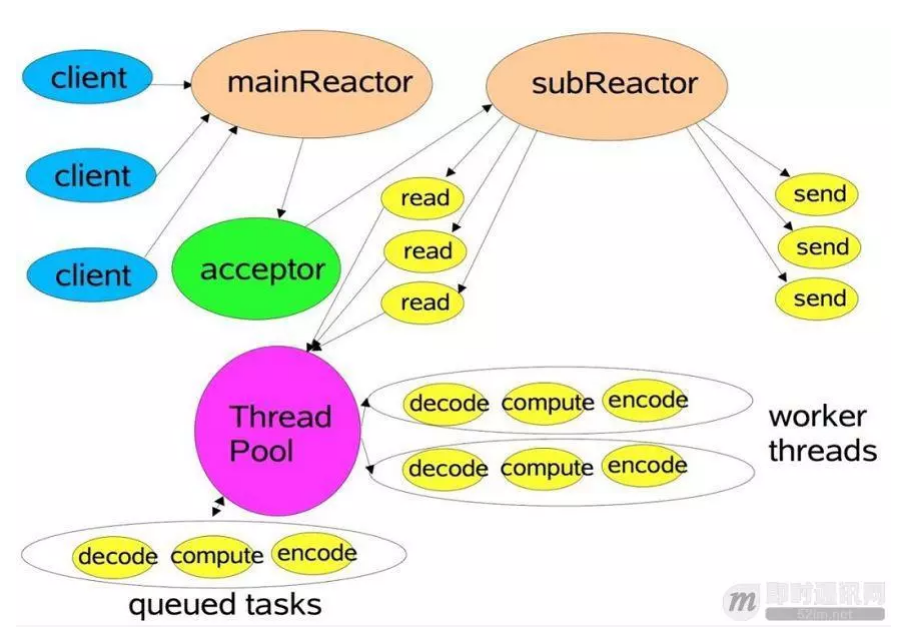 client
mainReactor
subReactor
client
read
send
client
acceptor
read
send
read
send
Thread
Pool
decode compute encode
decode compute encode
worker
threads
decode compute encode
queued tasks
m
即时通讯网
52im.net